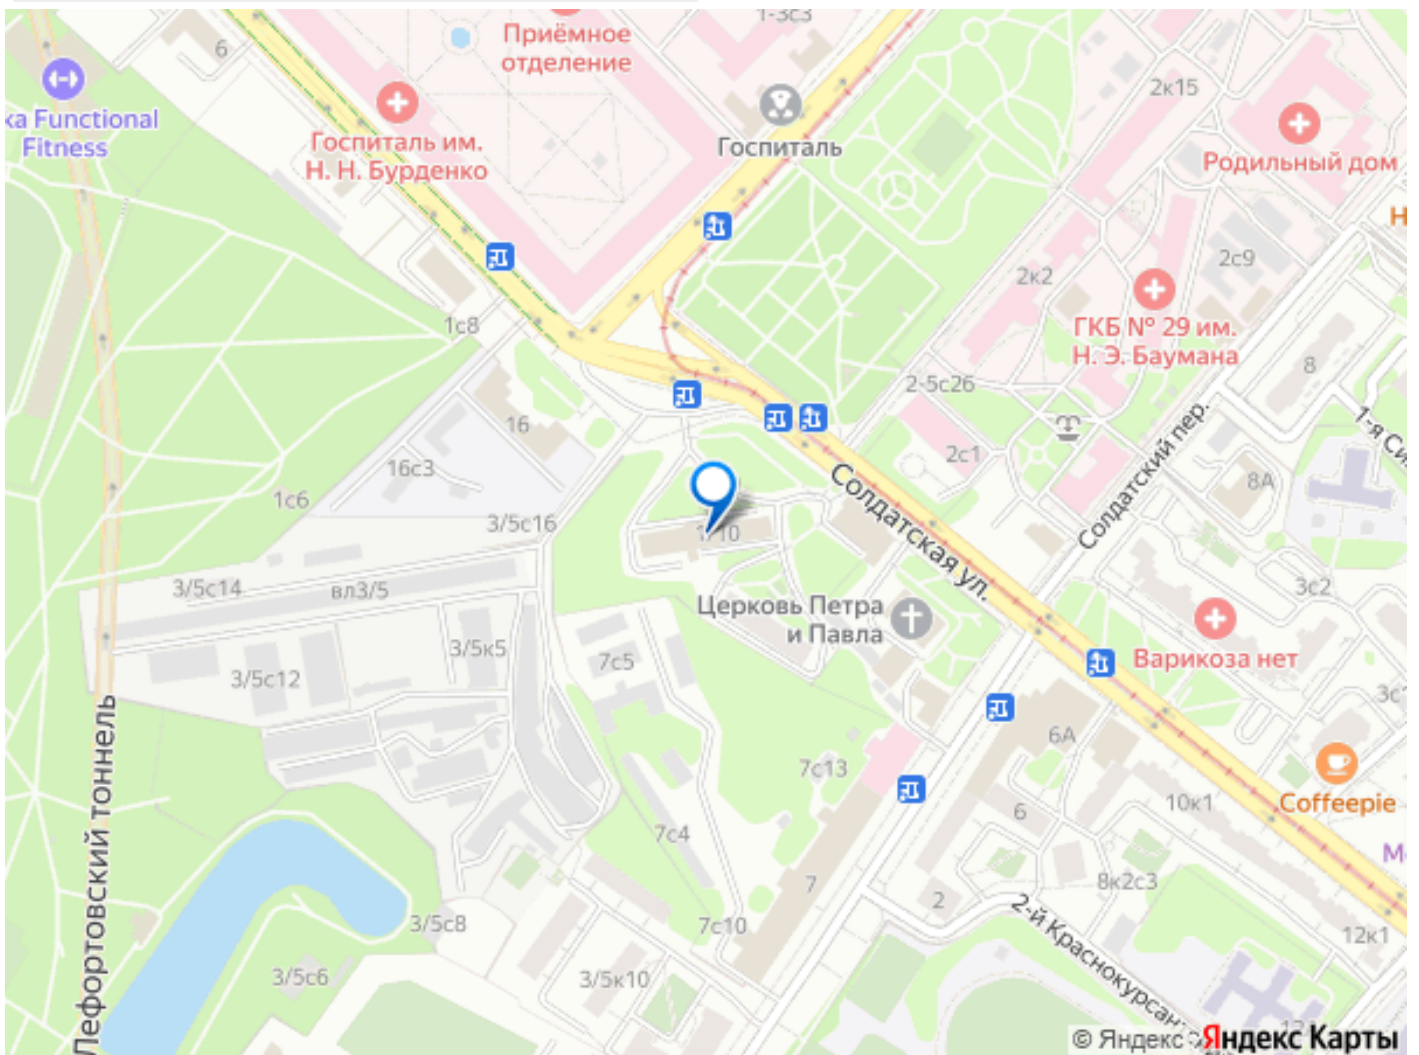 1-3с3
Приёмное
отделение
6
ка Functional
Fitness
Госпиталь им.
Н. Н. Бурденко
Госпиталь
2к15
Родильный дом
Н
2с9
2к2
ГКБ № 29 им.
Н. Э. Баумана
1с8
8
2-5с26
16
1-я Си
2с1
Солдатский пер.
16с3
8А
1с6
Солдатская ул.
3/5с16
1/10
3/5с14
вл3/5
3с2
Церковь Петра
и Павла
3/5к5
7с5
Варикоза нет
3/5с12
3с1
Лефортовский тоннель
6А
7с13
10к1
Coffeepie
6
7с4
М
8к2с3
7
2
2-й Краснокурсан
3/5с8
7с10
12к1
3/5с6
3/5к10
© Яндекс
Яндекс Карты